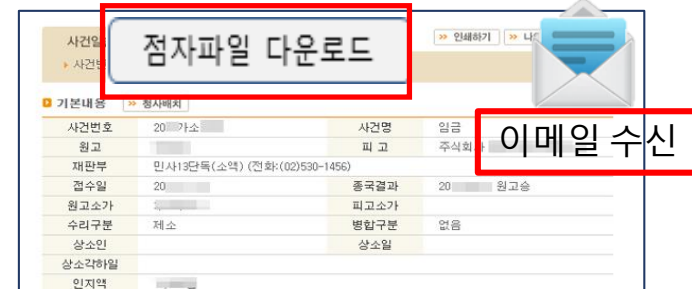 사건일
점자파일 다운로드
» 인쇄하기 » 나
사건번
기본내용 » 청사배치
사건번호 20 가소 사건명 임금
이메일 수신
원고 피고 주식회사
재판부 민사13단독(소액) (전화:(02)530-1456)
접수일 20 종국결과 20 원고승
원고소가 피고소가
수리구분 제소 병합구분 없음
상소인 상소일
상소각하일
인지액